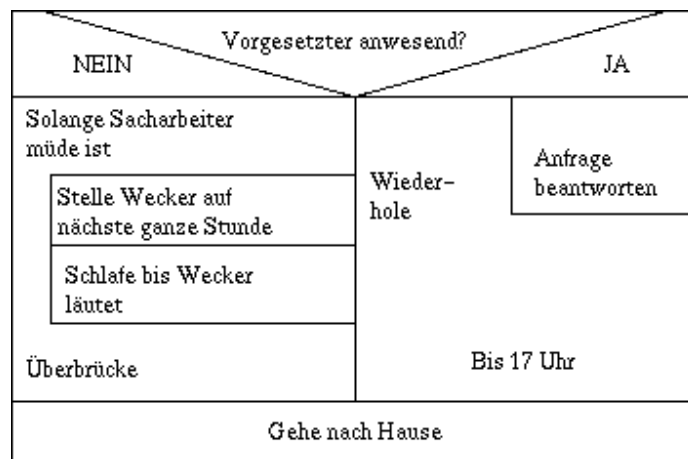 Vorgesetzter anwesend?
NEIN
JA
Solange Sacharbeiter
müde ist
Stelle Wecker auf
nächste ganze Stunde
Schlafe bis Wecker
läutet
Überbrücke
Wieder–
hole
Anfrage
beantworten
Bis 17 Uhr
Gehe nach Hause